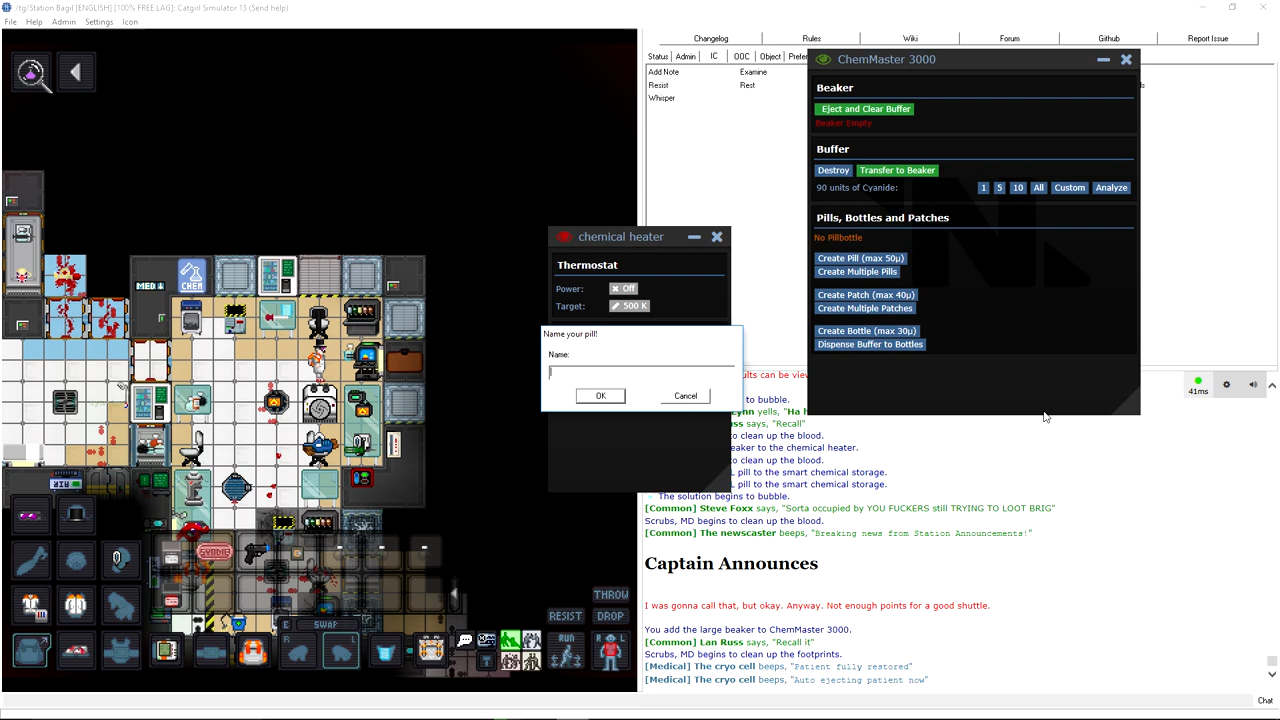 /tg/Station Bagil [ENGLISH] [100% FREE LAG]: Catgirl Simulator 13 (Send help)
File Help Admin Settings Icon
Changelog Rules Wiki Forum Github Report Issue
Status Admin IC OOC Object Prefer
Add Note Examine
Resist Rest
Whisper
ChemMaster 3000
Beaker
Eject and Clear Buffer
Beaker Empty
Buffer
Destroy Transfer to Beaker
90 units of Cyanide: 1 5 10 All Custom Analyze
Pills, Bottles and Patches
No Pillbottle
Create Pill (max 50µ)
Create Multiple Pills
Create Patch (max 40µ)
Create Multiple Patches
Create Bottle (max 30µ)
Dispense Buffer to Bottles
chemical heater
Thermostat
Power: Off
Target: 500 K
Name your pill!
Name:
OK Cancel
MED CHEM
SYNDIE
41ms
ults can be view
to bubble.
ynn yells, "Ha h
ss says, "Recall"
to clean up the blood.
eaker to the chemical heater.
to clean up the blood.
pill to the smart chemical storage.
pill to the smart chemical storage.
The solution begins to bubble.
[Common] Steve Foxx says, "Sorta occupied by YOU FUCKERS still TRYING TO LOOT BRIG"
Scrubs, MD begins to clean up the blood.
[Common] The newscaster beeps, "Breaking news from Station Announcements!"
Captain Announces
I was gonna call that, but okay. Anyway. Not enough points for a good shuttle.
You add the large beaker to ChemMaster 3000.
[Common] Lan Russ says, "Recall it"
Scrubs, MD begins to clean up the footprints.
[Medical] The cryo cell beeps, "Patient fully restored"
[Medical] The cryo cell beeps, "Auto ejecting patient now"
Chat
THROW
RESIST DROP
E SWAP
R L
RUN
R L